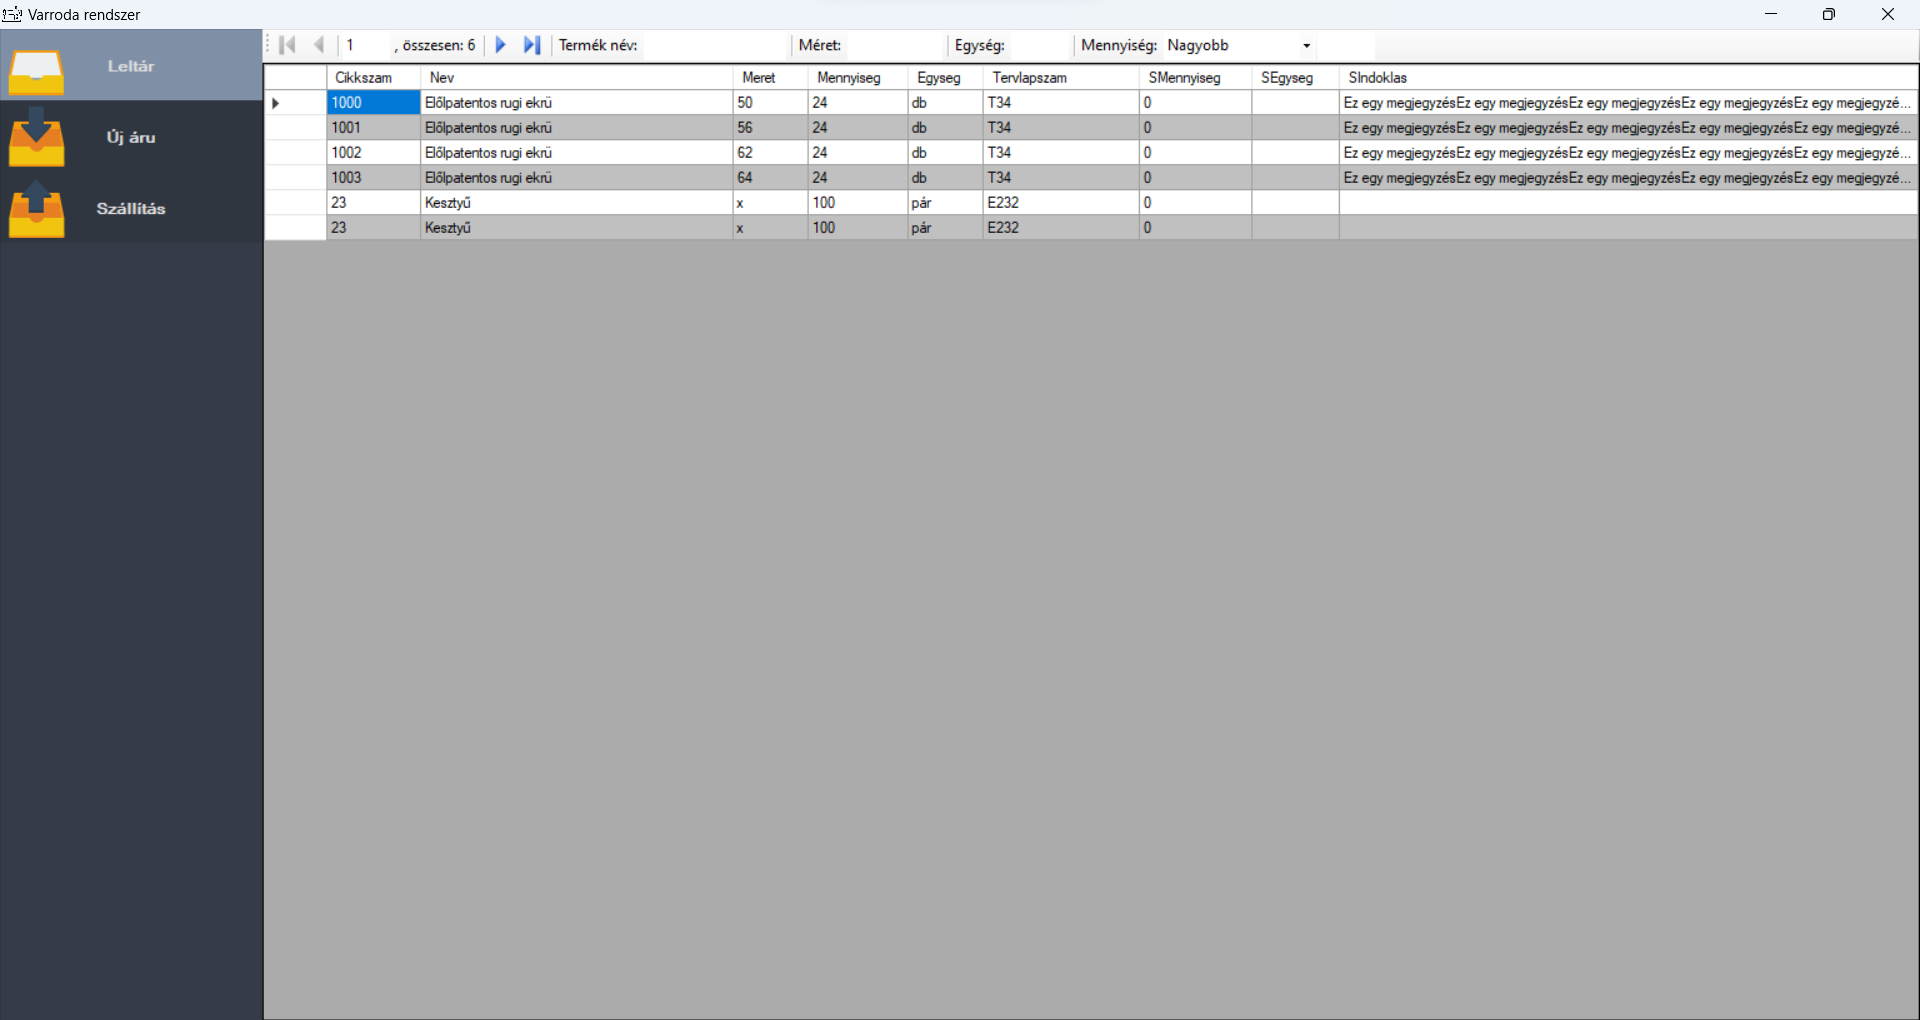 Varroda rendszer
Leltár
Új áru
Szállítás
1 , összesen: 6 Termék név: Méret: Egység: Mennyiség: Nagyobb
Cikkszam Nev Meret Mennyiseg Egyseg Tervlapszam SMennyiseg SEgyseg SIndoklas
1000 Előlpatentos rugi ekrü 50 24 db T34 0 Ez egy megjegyzésEz egy megjegyzésEz egy megjegyzésEz egy megjegyzésEz egy megjegyzé...
1001 Előlpatentos rugi ekrü 56 24 db T34 0 Ez egy megjegyzésEz egy megjegyzésEz egy megjegyzésEz egy megjegyzésEz egy megjegyzé...
1002 Előlpatentos rugi ekrü 62 24 db T34 0 Ez egy megjegyzésEz egy megjegyzésEz egy megjegyzésEz egy megjegyzésEz egy megjegyzé...
1003 Előlpatentos rugi ekrü 64 24 db T34 0 Ez egy megjegyzésEz egy megjegyzésEz egy megjegyzésEz egy megjegyzésEz egy megjegyzé...
23 Kesztyű x 100 pár E232 0
23 Kesztyű x 100 pár E232 0